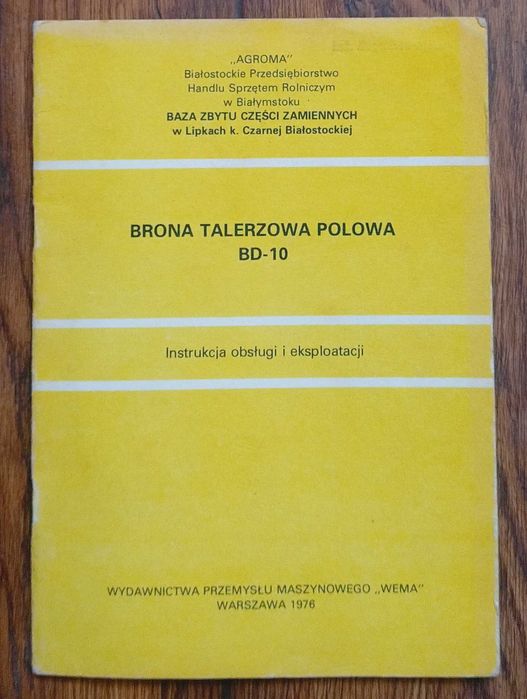 „AGROMA"
Białostockie Przedsiębiorstwo
Handlu Sprzętem Rolniczym
w Białymstoku
BAZA ZBYTU CZĘŚCI ZAMIENNYCH
w Lipkach k. Czarnej Białostockiej
BRONA TALERZOWA POLOWA
BD-10
Instrukcja obsługi i eksploatacji
WYDAWNICTWA PRZEMYSŁU MASZYNOWEGO „WEMA"
WARSZAWA 1976